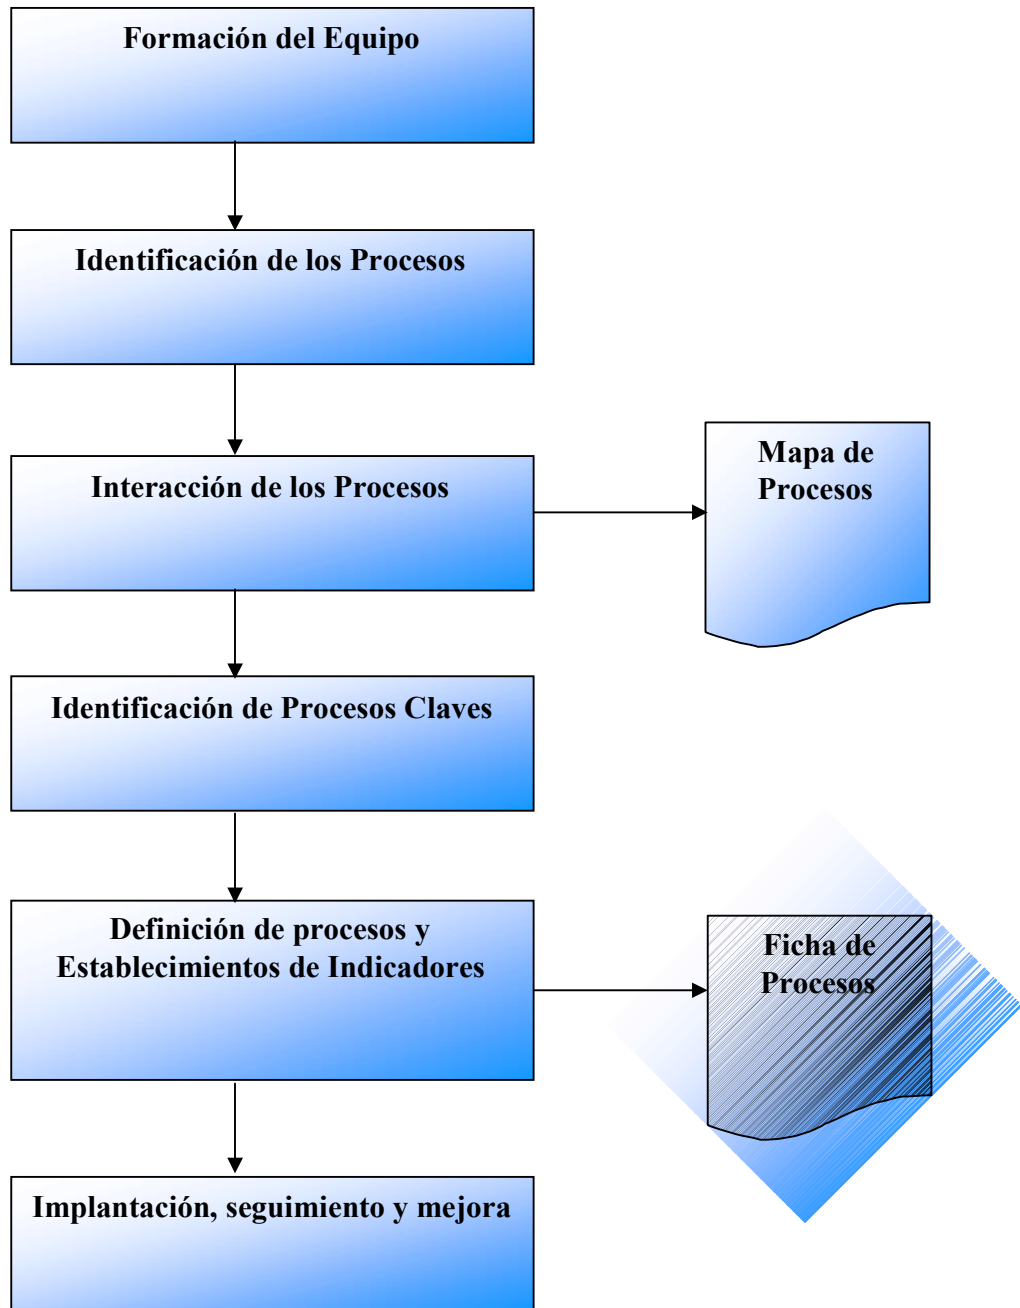 Formación del Equipo
Identificación de los Procesos
Interacción de los Procesos
Mapa de
Procesos
Identificación de Procesos Claves
Definición de procesos y
Establecimientos de Indicadores
Ficha de
Procesos
Implantación, seguimiento y mejora